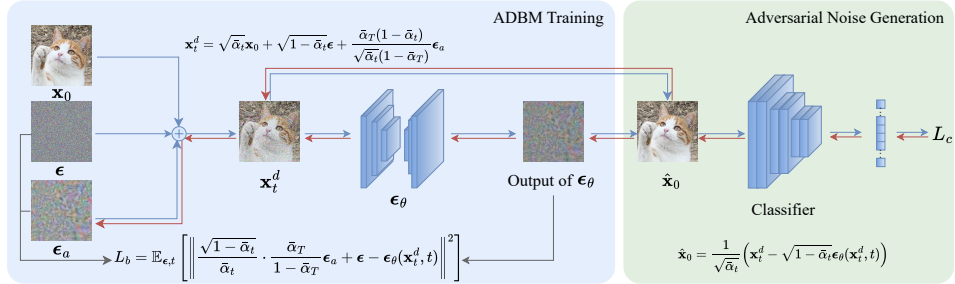 ADBM Training
Adversarial Noise Generation
$\mathbf{x}_t^d = \sqrt{\bar{\alpha}_t}\mathbf{x}_0 + \sqrt{1-\bar{\alpha}_t}\boldsymbol{\epsilon} + \frac{\bar{\alpha}_T(1-\bar{\alpha}_t)}{\sqrt{\bar{\alpha}_t}(1-\bar{\alpha}_T)}\boldsymbol{\epsilon}_a$
$\mathbf{x}_0$
$\boldsymbol{\epsilon}$
$\boldsymbol{\epsilon}_a$
$\mathbf{x}_t^d$
$\boldsymbol{\epsilon}_\theta$
Output of $\boldsymbol{\epsilon}_\theta$
$\hat{\mathbf{x}}_0$
Classifier
$L_c$
$L_b = \mathbb{E}_{\boldsymbol{\epsilon},t}\left[\left\|\frac{\sqrt{1-\bar{\alpha}_t}}{\bar{\alpha}_t} \cdot \frac{\bar{\alpha}_T}{1-\bar{\alpha}_T}\boldsymbol{\epsilon}_a + \boldsymbol{\epsilon} - \boldsymbol{\epsilon}_\theta(\mathbf{x}_t^d, t)\right\|^2\right]$
$\hat{\mathbf{x}}_0 = \frac{1}{\sqrt{\bar{\alpha}_t}}\left(\mathbf{x}_t^d - \sqrt{1-\bar{\alpha}_t}\boldsymbol{\epsilon}_\theta(\mathbf{x}_t^d, t)\right)$